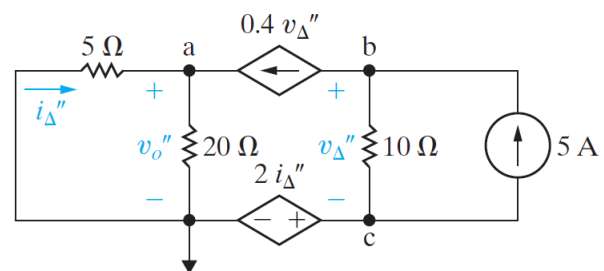 0.4 v_Δ″
5 Ω a b
i_Δ″ + +
v_o″ 20 Ω v_Δ″ 10 Ω 5 A
2 i_Δ″
− − + −
c